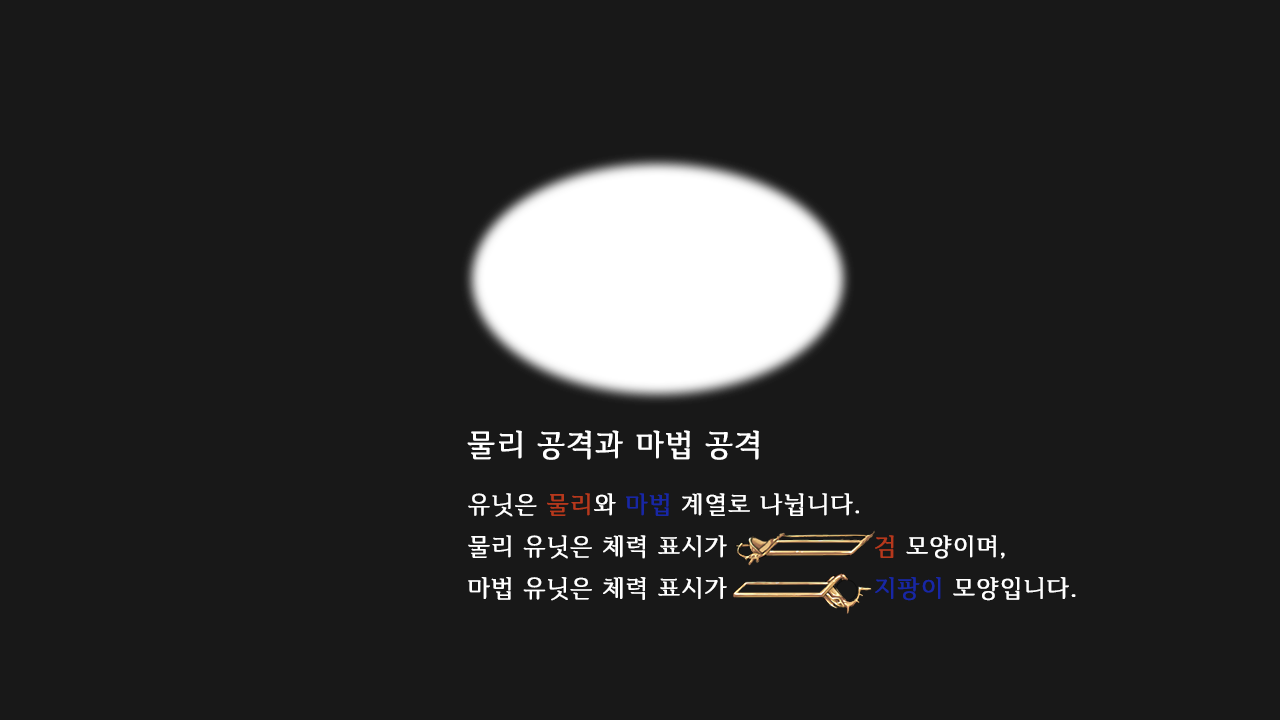 물리 공격과 마법 공격
유닛은 물리와 마법 계열로 나뉩니다.
물리 유닛은 체력 표시가 검 모양이며,
마법 유닛은 체력 표시가 지팡이 모양입니다.